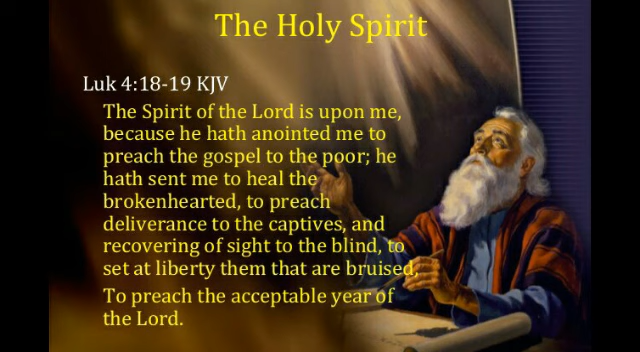 The Holy Spirit
Luk 4:18-19 KJV
The Spirit of the Lord is upon me,
because he hath anointed me to
preach the gospel to the poor; he
hath sent me to heal the
brokenhearted, to preach
deliverance to the captives, and
recovering of sight to the blind, to
set at liberty them that are bruised,
To preach the acceptable year of
the Lord.